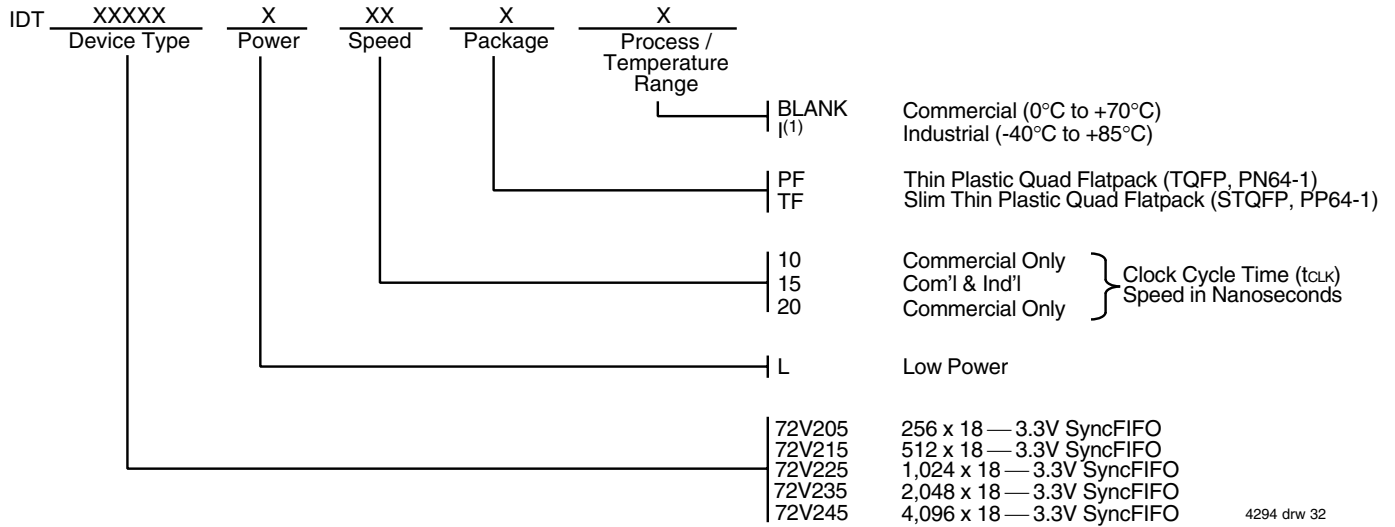 IDT XXXXX X XX X X
Device Type Power Speed Package Process /
Temperature
Range
BLANK Commercial (0°C to +70°C)
I(1) Industrial (-40°C to +85°C)
PF Thin Plastic Quad Flatpack (TQFP, PN64-1)
TF Slim Thin Plastic Quad Flatpack (STQFP, PP64-1)
10 Commercial Only
15 Com'l & Ind'l
20 Commercial Only
Clock Cycle Time (tCLK)
Speed in Nanoseconds
L Low Power
72V205 256 x 18 — 3.3V SyncFIFO
72V215 512 x 18 — 3.3V SyncFIFO
72V225 1,024 x 18 — 3.3V SyncFIFO
72V235 2,048 x 18 — 3.3V SyncFIFO
72V245 4,096 x 18 — 3.3V SyncFIFO
4294 drw 32